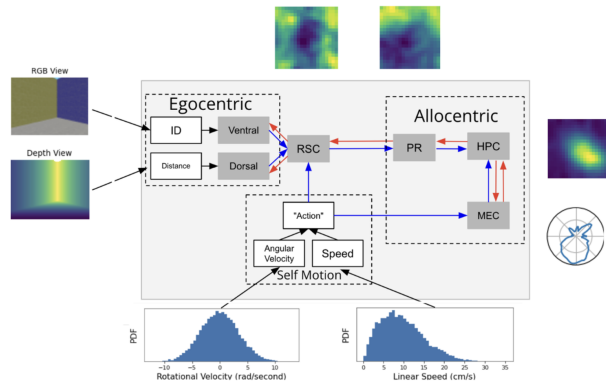 RGB View
Depth View
Egocentric
ID
Ventral
Distance
Dorsal
RSC
Allocentric
PR
HPC
MEC
"Action"
Angular
Velocity
Speed
Self Motion
PDF
-10 -5 0 5 10
Rotational Velocity (rad/second)
PDF
0 5 10 15 20 25 30 35
Linear Speed (cm/s)